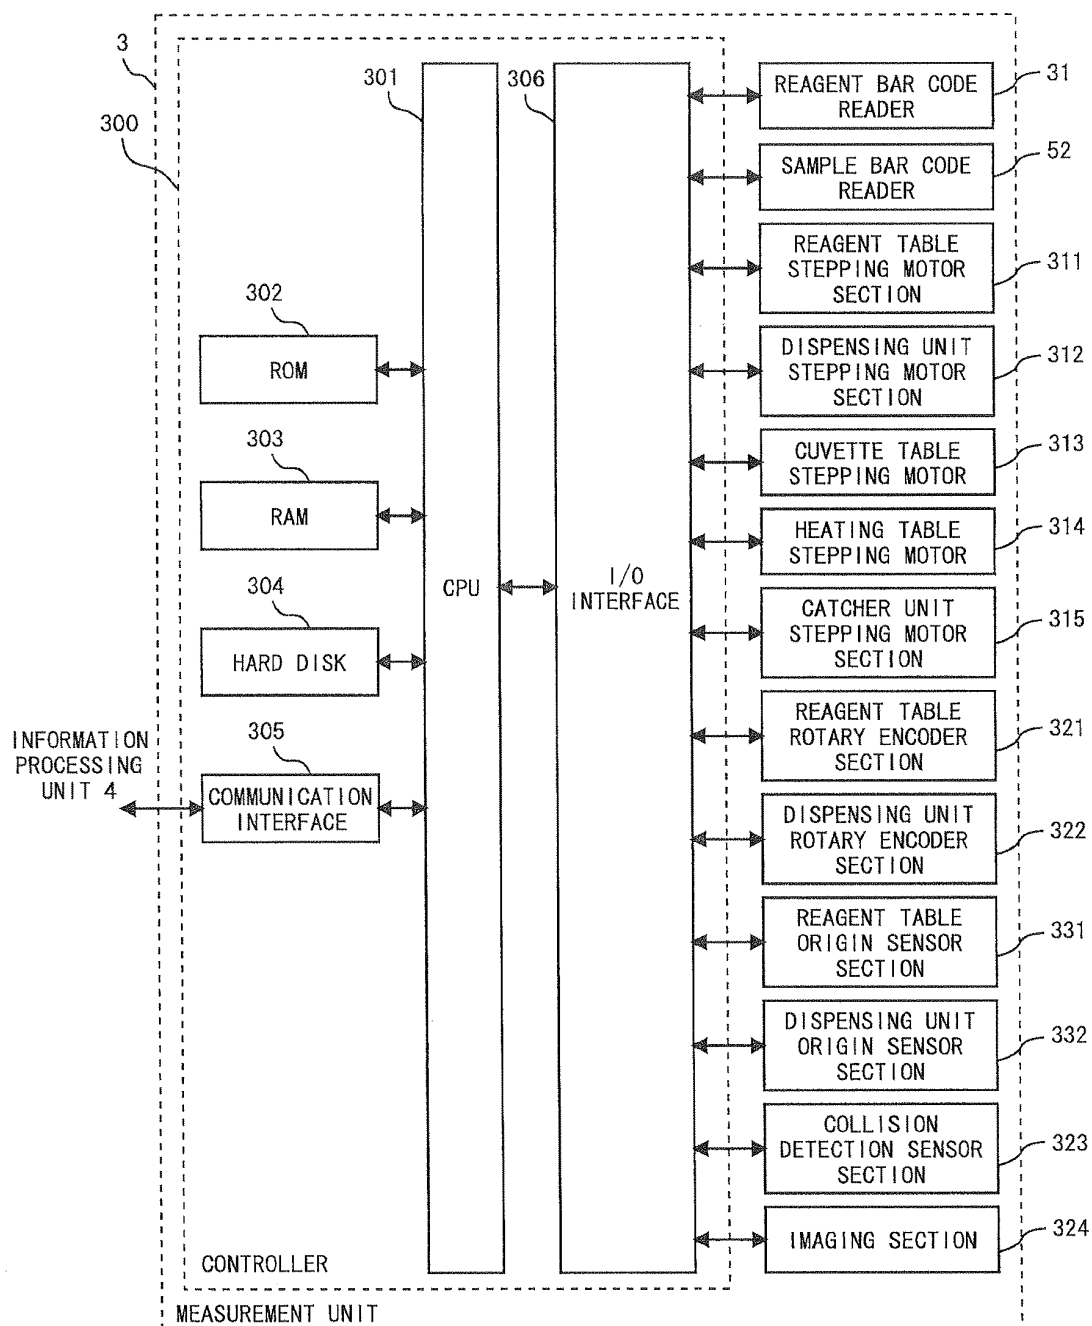 3
300
301
306
REAGENT BAR CODE
READER
31
SAMPLE BAR CODE
READER
52
REAGENT TABLE
STEPPING MOTOR
SECTION
311
302
ROM
DISPENSING UNIT
STEPPING MOTOR
SECTION
312
303
RAM
CUVETTE TABLE
STEPPING MOTOR
313
HEATING TABLE
STEPPING MOTOR
314
CPU
I/O
INTERFACE
304
HARD DISK
CATCHER UNIT
STEPPING MOTOR
SECTION
315
INFORMATION
PROCESSING
UNIT 4
305
COMMUNICATION
INTERFACE
REAGENT TABLE
ROTARY ENCODER
SECTION
321
DISPENSING UNIT
ROTARY ENCODER
SECTION
322
REAGENT TABLE
ORIGIN SENSOR
SECTION
331
DISPENSING UNIT
ORIGIN SENSOR
SECTION
332
COLLISION
DETECTION SENSOR
SECTION
323
IMAGING SECTION
324
CONTROLLER
MEASUREMENT UNIT